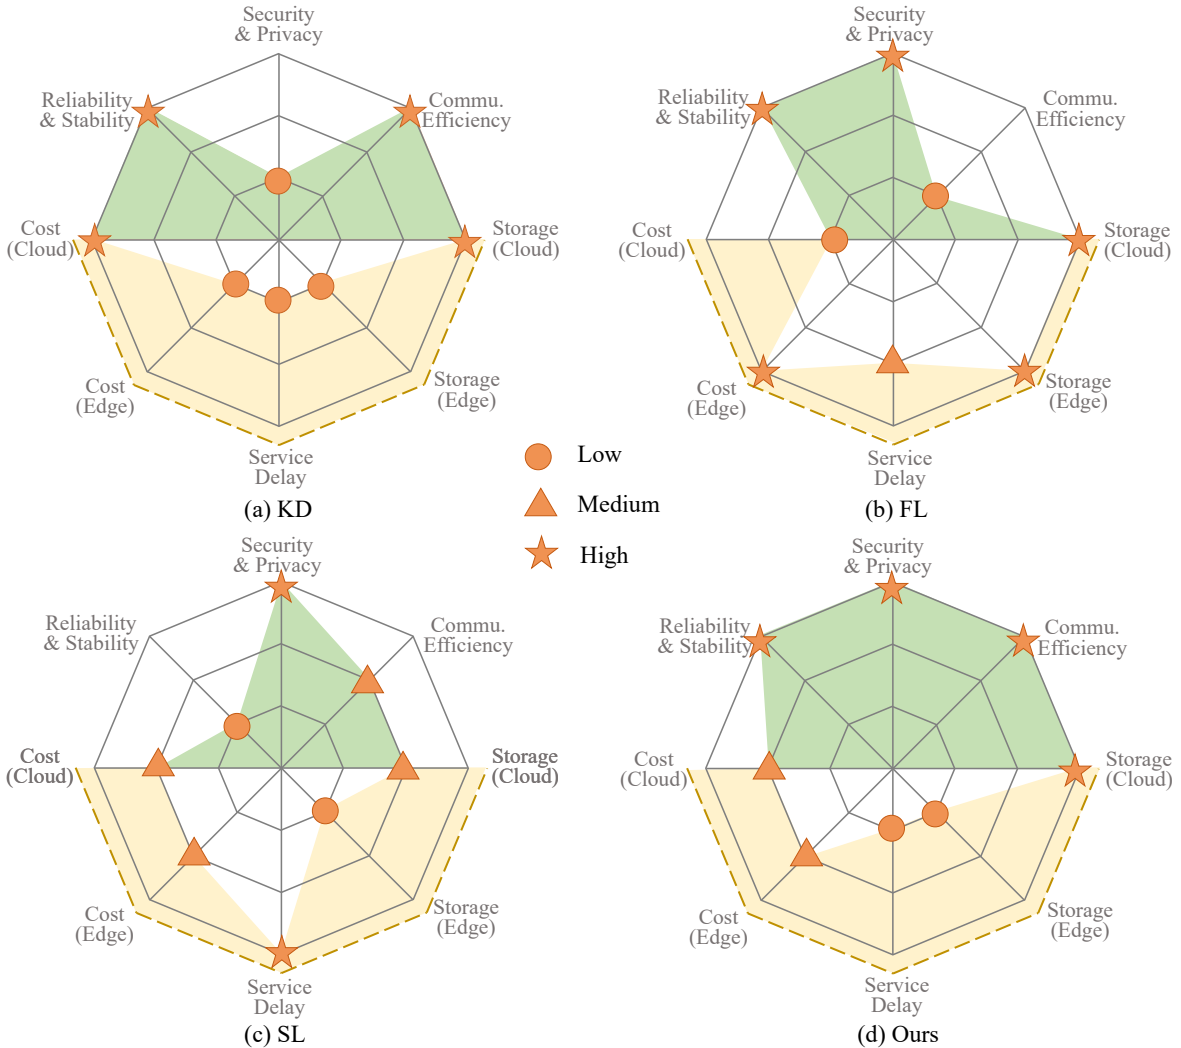 Security
& Privacy
Reliability
& Stability
Commu.
Efficiency
Cost
(Cloud)
Storage
(Cloud)
Cost
(Edge)
Storage
(Edge)
Service
Delay
(a) KD
Security
& Privacy
Reliability
& Stability
Commu.
Efficiency
Cost
(Cloud)
Storage
(Cloud)
Cost
(Edge)
Storage
(Edge)
Service
Delay
(b) FL
Low
Medium
High
Security
& Privacy
Reliability
& Stability
Commu.
Efficiency
Cost
(Cloud)
Storage
(Cloud)
Cost
(Edge)
Storage
(Edge)
Service
Delay
(c) SL
Security
& Privacy
Reliability
& Stability
Commu.
Efficiency
Cost
(Cloud)
Storage
(Cloud)
Cost
(Edge)
Storage
(Edge)
Service
Delay
(d) Ours